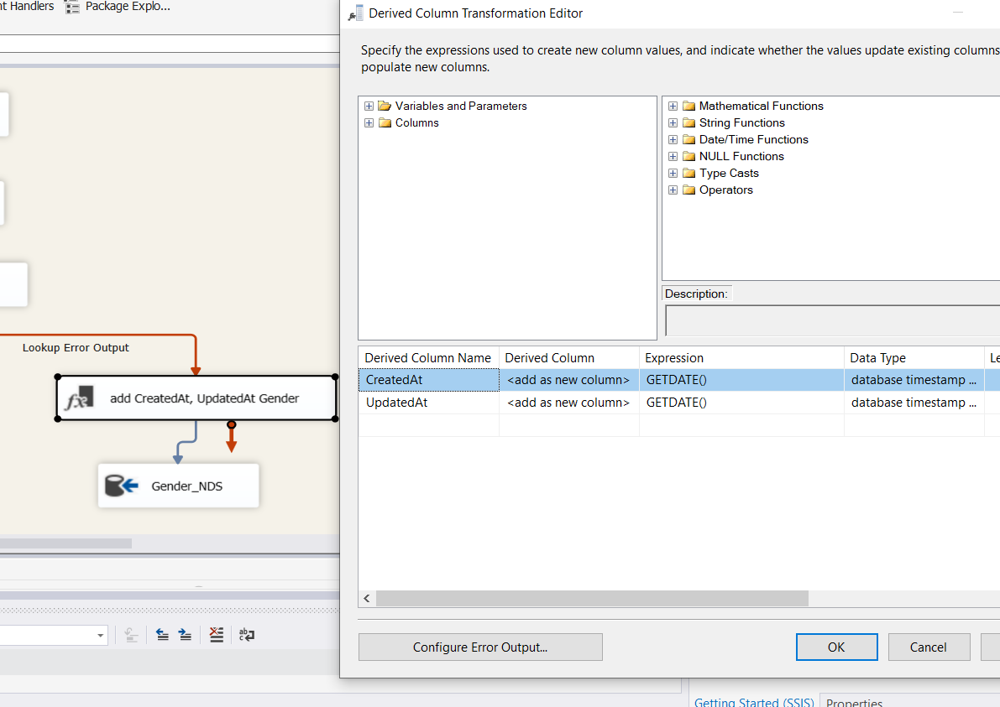 nt Handlers
Package Explo...
Derived Column Transformation Editor
Specify the expressions used to create new column values, and indicate whether the values update existing columns
populate new columns.
Variables and Parameters
Columns
Mathematical Functions
String Functions
Date/Time Functions
NULL Functions
Type Casts
Operators
Description:
Lookup Error Output
add CreatedAt, UpdatedAt Gender
Gender_NDS
Derived Column Name Derived Column Expression Data Type Le
CreatedAt <add as new column> GETDATE() database timestamp ...
UpdatedAt <add as new column> GETDATE() database timestamp ...
Configure Error Output...
OK
Cancel
Getting Started (SSIS)
Properties